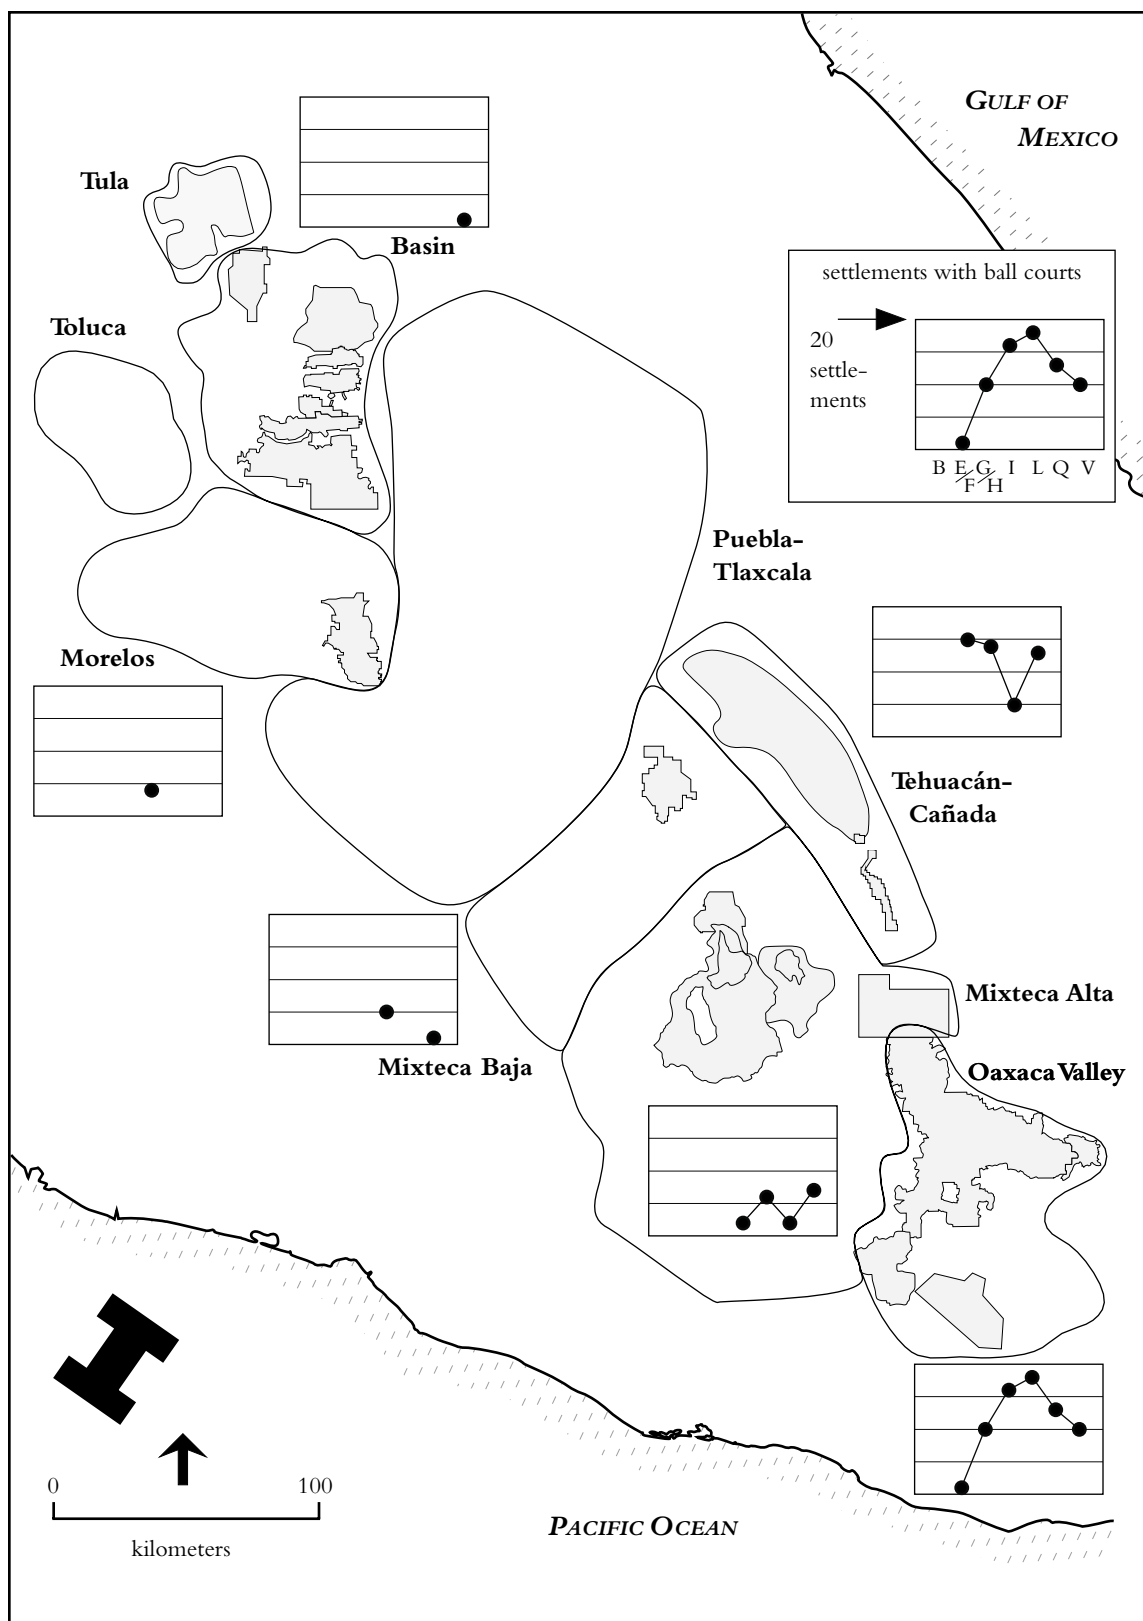 GULF OF
MEXICO
Tula
Basin
settlements with ball courts
Toluca
20
settle-
ments
B E/F G/H I L Q V
Puebla-
Tlaxcala
Morelos
Tehuacán-
Cañada
Mixteca Alta
Mixteca Baja
Oaxaca Valley
0 100
kilometers
PACIFIC OCEAN